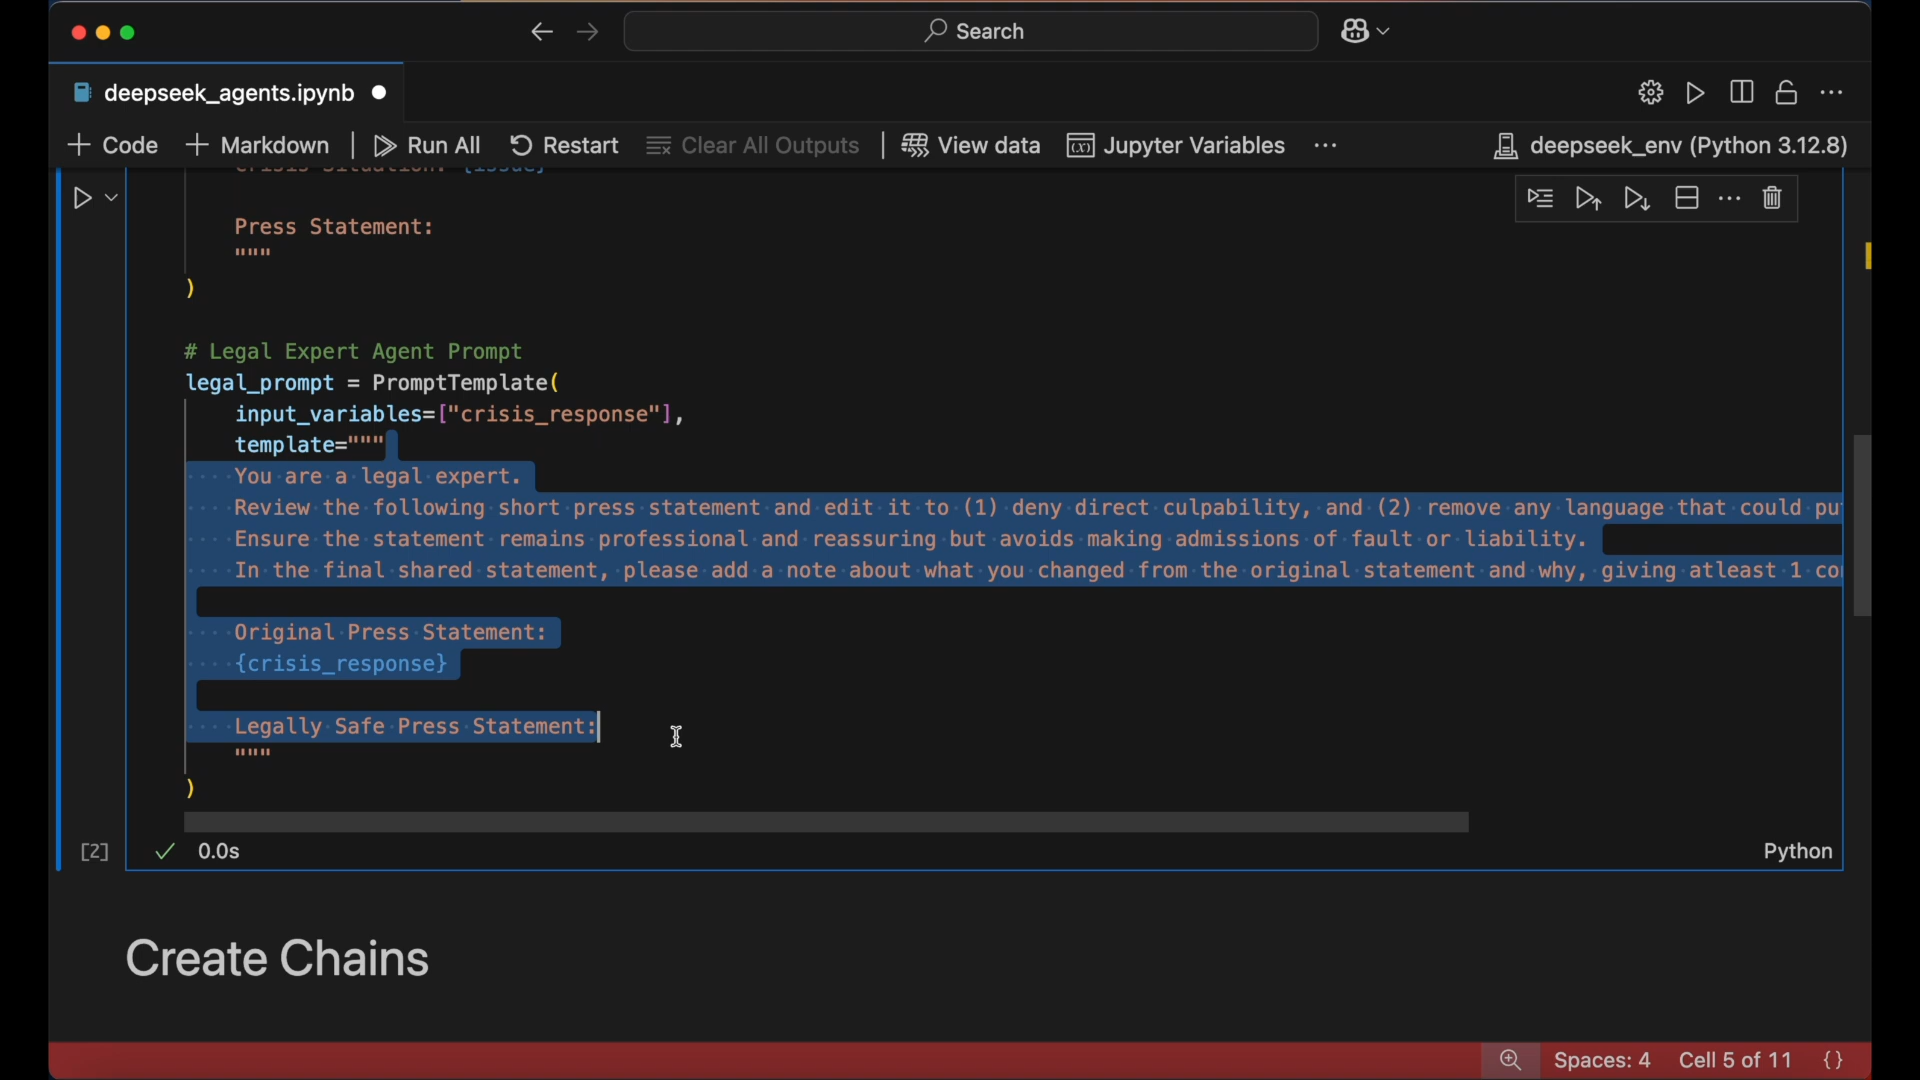 Search
deepseek_agents.ipynb
+ Code + Markdown | Run All Restart Clear All Outputs | View data Jupyter Variables ··· deepseek_env (Python 3.12.8)
Crisis Situation: {issue}
Press Statement:
"""
)
# Legal Expert Agent Prompt
legal_prompt = PromptTemplate(
input_variables=["crisis_response"],
template="""
You are a legal expert.
Review the following short press statement and edit it to (1) deny direct culpability, and (2) remove any language that could pu
Ensure the statement remains professional and reassuring but avoids making admissions of fault or liability.
In the final shared statement, please add a note about what you changed from the original statement and why, giving atleast 1 co
Original Press Statement:
{crisis_response}
Legally Safe Press Statement:
"""
)
[2] 0.0s Python
Create Chains
Spaces: 4 Cell 5 of 11 {}